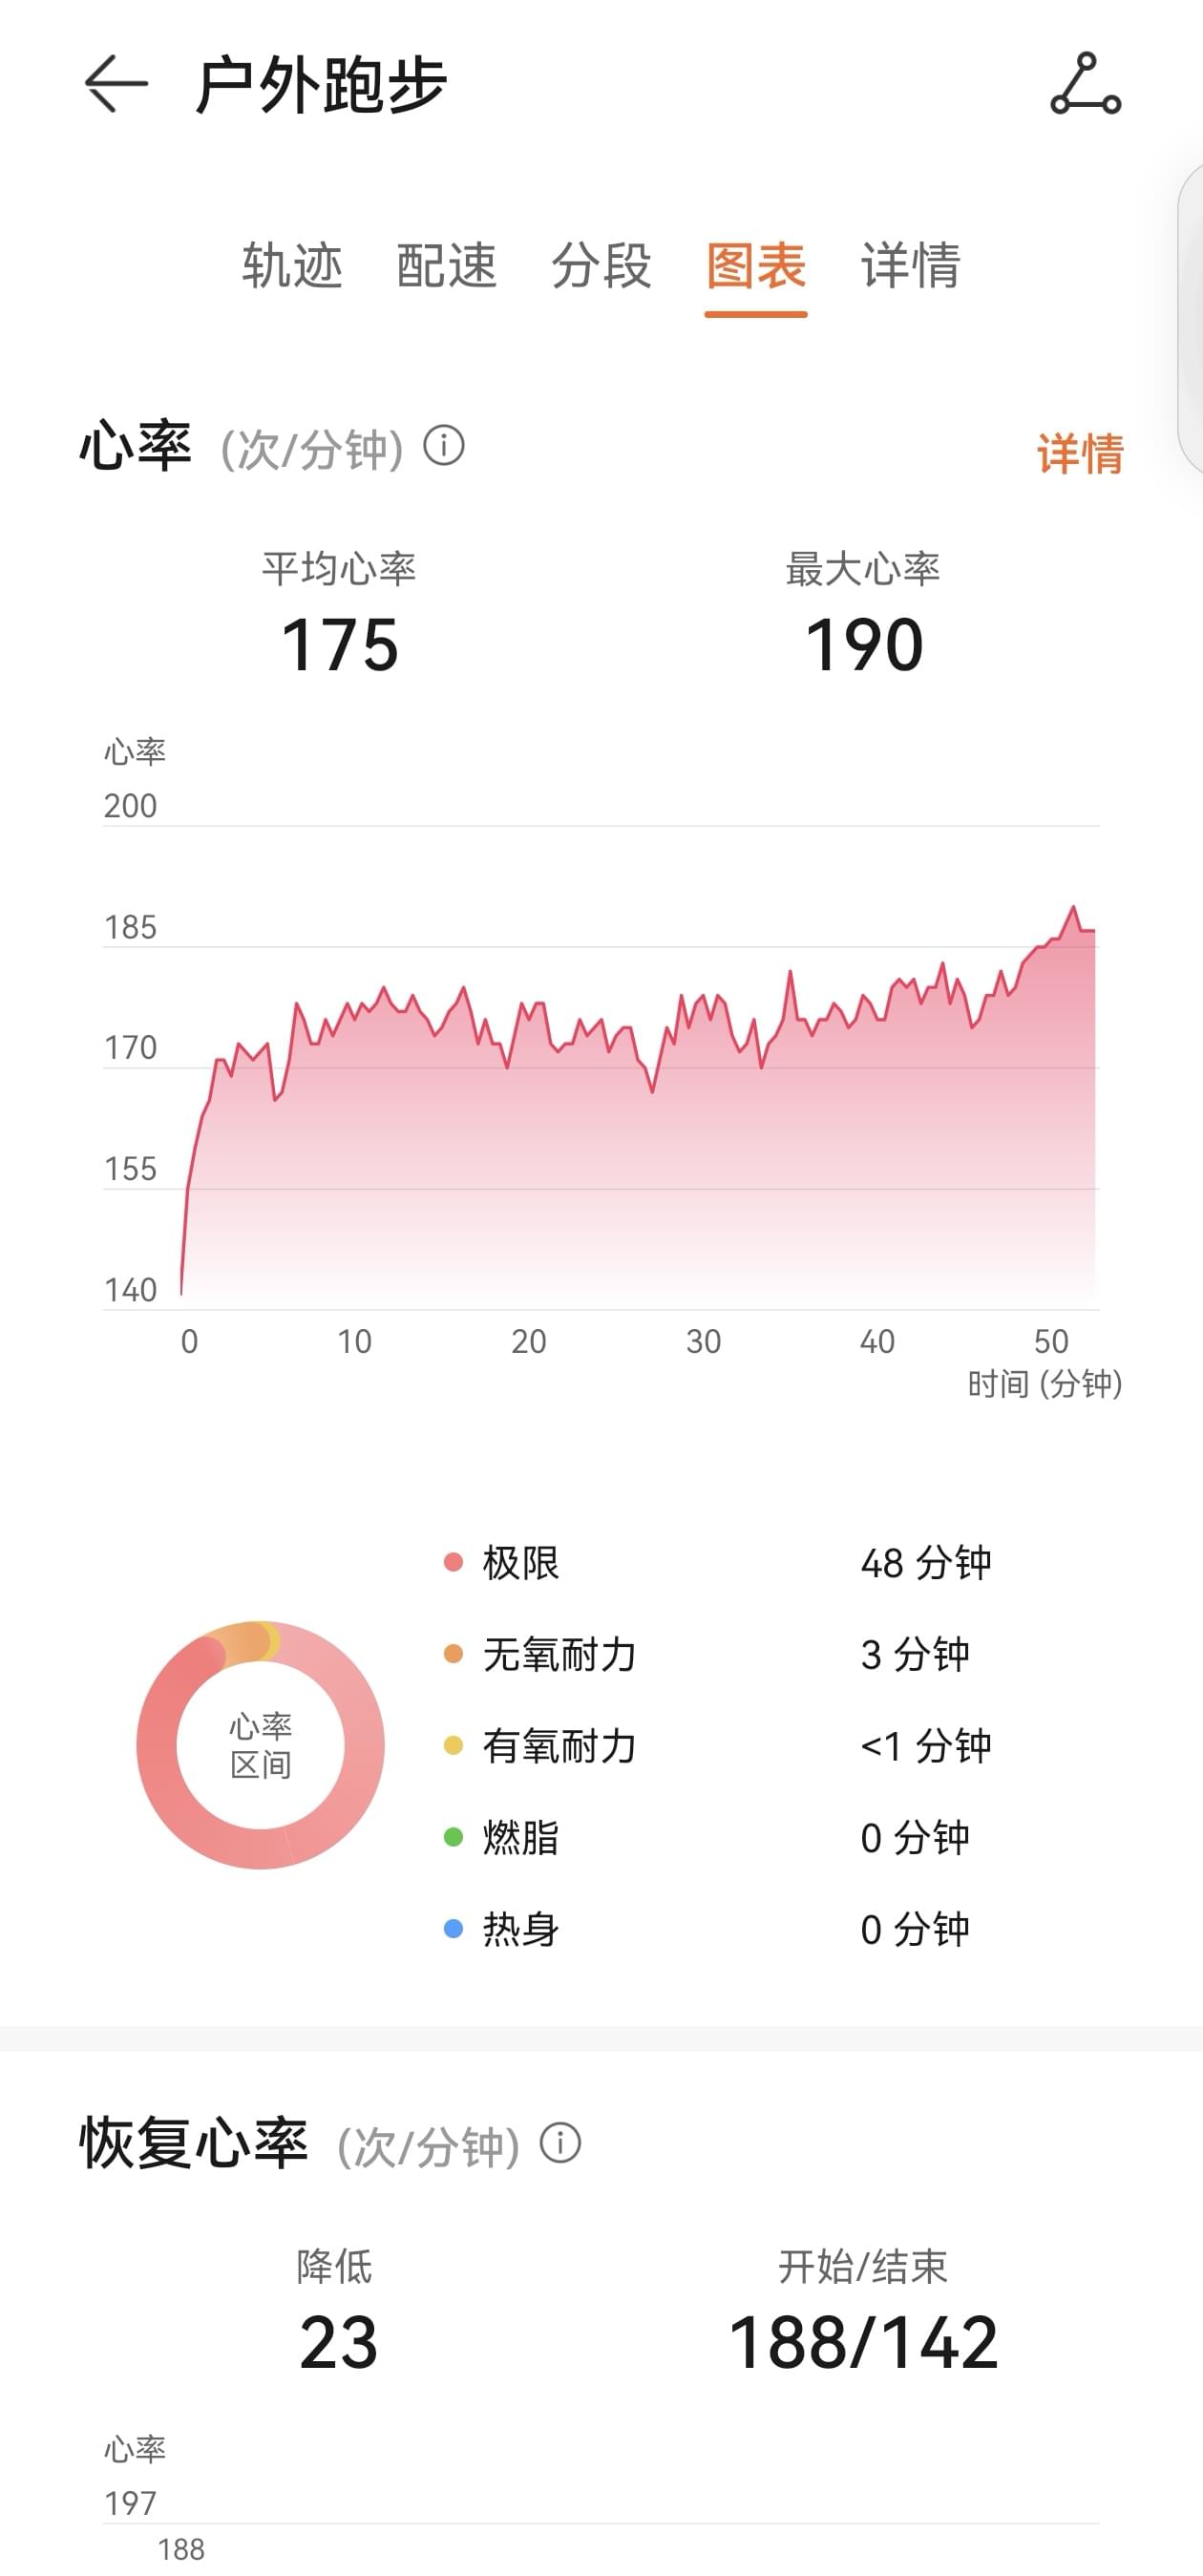 户外跑步
轨迹 配速 分段 图表 详情
心率 (次/分钟) 详情
平均心率 最大心率
175 190
心率
200
185
170
155
140
0 10 20 30 40 50
时间 (分钟)
极限 48 分钟
无氧耐力 3 分钟
有氧耐力 <1 分钟
燃脂 0 分钟
热身 0 分钟
心率
区间
恢复心率 (次/分钟)
降低 开始/结束
23 188/142
心率
197
188